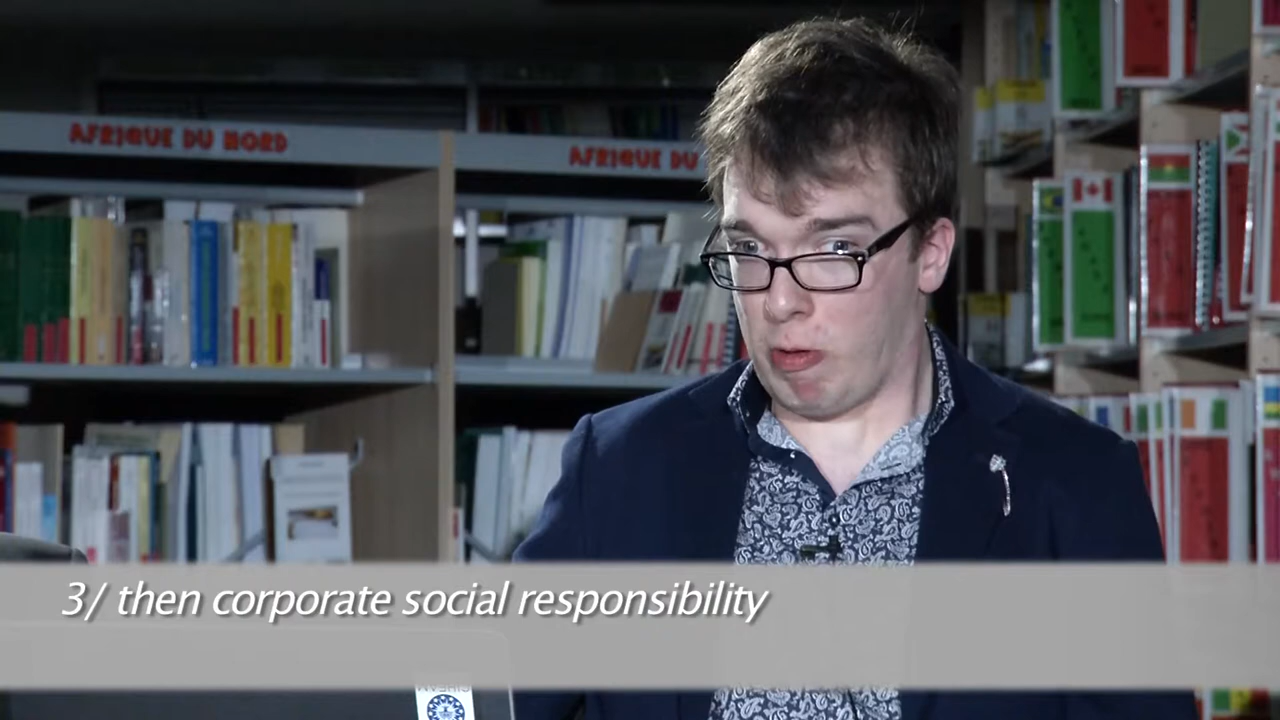 AFRIQUE DU NORD
AFRIQUE DU
3/ then corporate social responsibility